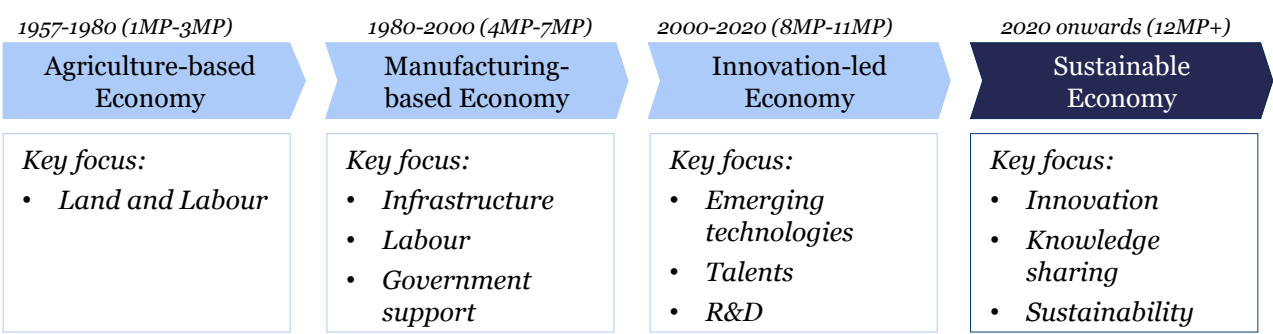 1957-1980 (1MP-3MP)
Agriculture-based
Economy
Key focus:
• Land and Labour
1980-2000 (4MP-7MP)
Manufacturing-
based Economy
Key focus:
• Infrastructure
• Labour
• Government
support
2000-2020 (8MP-11MP)
Innovation-led
Economy
Key focus:
• Emerging
technologies
• Talents
• R&D
2020 onwards (12MP+)
Sustainable
Economy
Key focus:
• Innovation
• Knowledge
sharing
• Sustainability